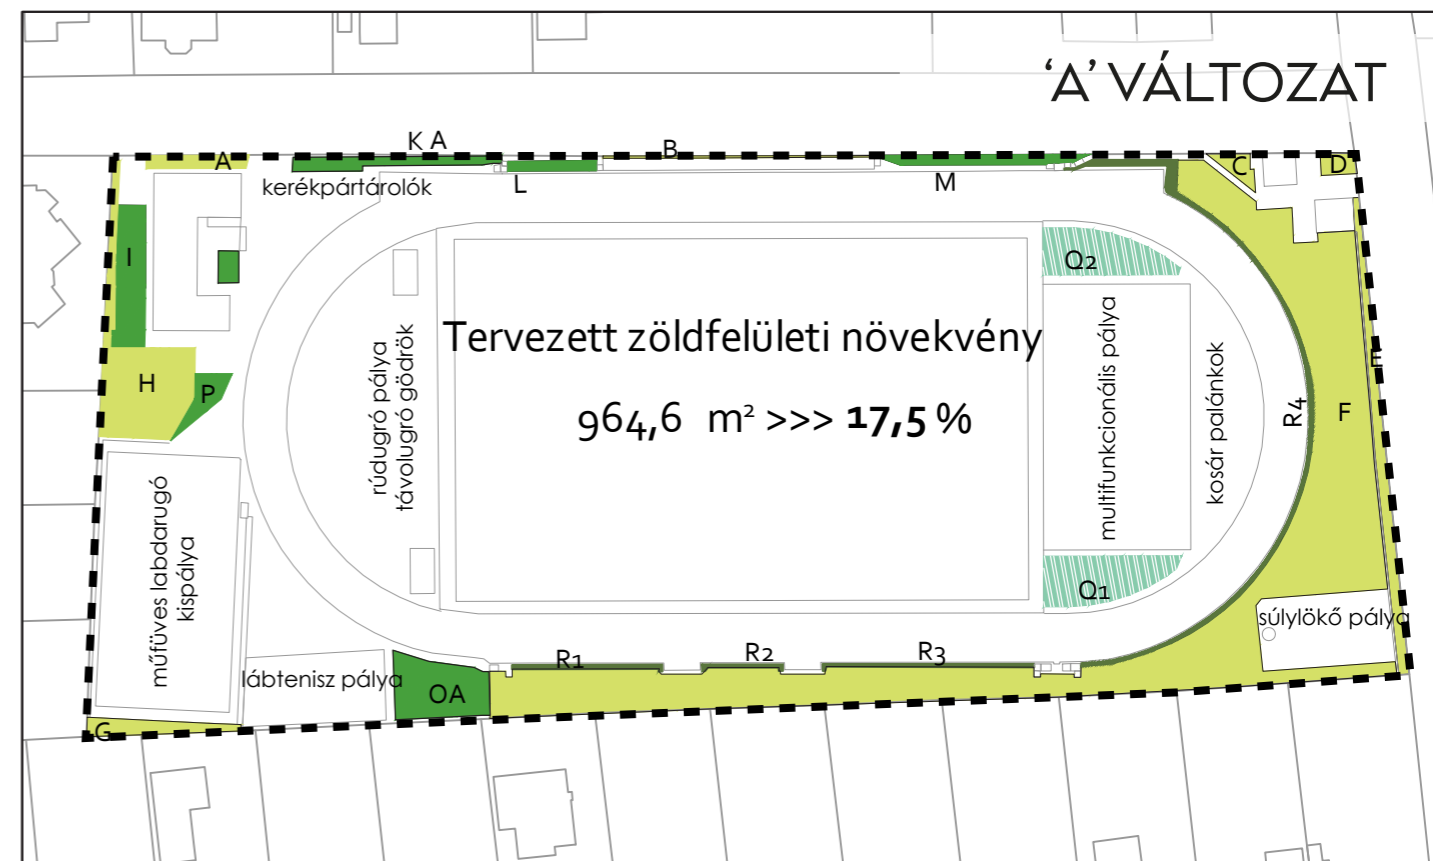 ‘A’ VÁLTOZAT
A
K A
B
C
D
kerékpártárolók
L
M
I
Q2
Tervezett zöldfelületi növekvény
964,6 m² >>> 17,5 %
rúdugró pálya
távolugró gödrök
multifunkcionális pálya
kosár palánkok
R4
E
F
H
P
műfüves labdarugó
kispálya
Q1
súlylökő pálya
R1
R2
R3
lábtenisz pálya
OA
G